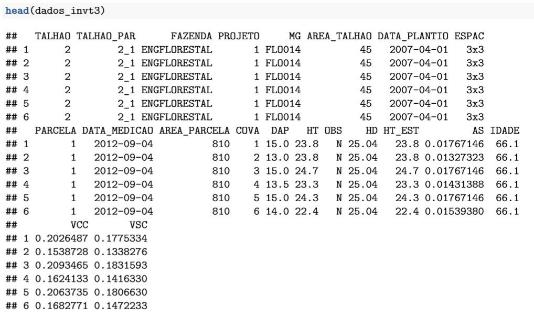 head(dados_invt3)
##   TALHAO TALHAO_PAR      FAZENDA PROJETO     MG AREA_TALHAO DATA_PLANTIO ESPAC
## 1      2        2_1 ENGFLORESTAL       1 FL0014          45   2007-04-01   3x3
## 2      2        2_1 ENGFLORESTAL       1 FL0014          45   2007-04-01   3x3
## 3      2        2_1 ENGFLORESTAL       1 FL0014          45   2007-04-01   3x3
## 4      2        2_1 ENGFLORESTAL       1 FL0014          45   2007-04-01   3x3
## 5      2        2_1 ENGFLORESTAL       1 FL0014          45   2007-04-01   3x3
## 6      2        2_1 ENGFLORESTAL       1 FL0014          45   2007-04-01   3x3
##   PARCELA DATA_MEDICAO AREA_PARCELA COVA  DAP   HT OBS    HD HT_EST         AS IDADE
## 1       1   2012-09-04          810    1 15.0 23.8   N 25.04   23.8 0.01767146  66.1
## 2       1   2012-09-04          810    2 13.0 23.8   N 25.04   23.8 0.01327323  66.1
## 3       1   2012-09-04          810    3 15.0 24.7   N 25.04   24.7 0.01767146  66.1
## 4       1   2012-09-04          810    4 13.5 23.3   N 25.04   23.3 0.01431388  66.1
## 5       1   2012-09-04          810    5 15.0 24.3   N 25.04   24.3 0.01767146  66.1
## 6       1   2012-09-04          810    6 14.0 22.4   N 25.04   22.4 0.01539380  66.1
##         VCC       VSC
## 1 0.2026487 0.1775334
## 2 0.1538728 0.1338276
## 3 0.2093465 0.1831593
## 4 0.1624133 0.1416330
## 5 0.2063735 0.1806630
## 6 0.1682771 0.1472233